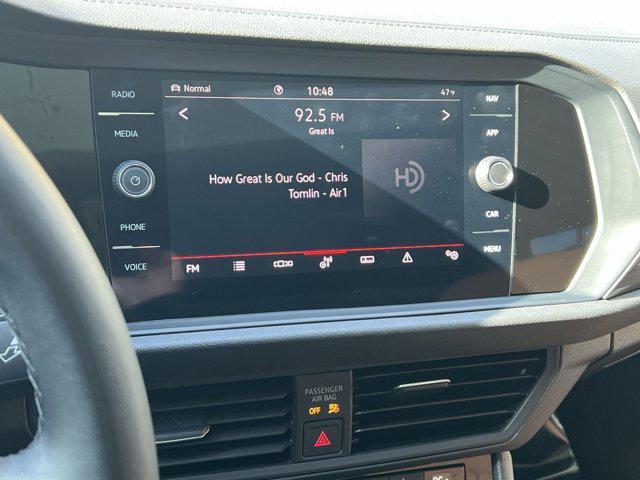 RADIO
MEDIA
PHONE
VOICE
Normal
10:48
47°F
92.5 FM
Great Is
How Great Is Our God - Chris
Tomlin - Air1
HD
FM
NAV
APP
CAR
MENU
PASSENGER
AIR BAG
OFF